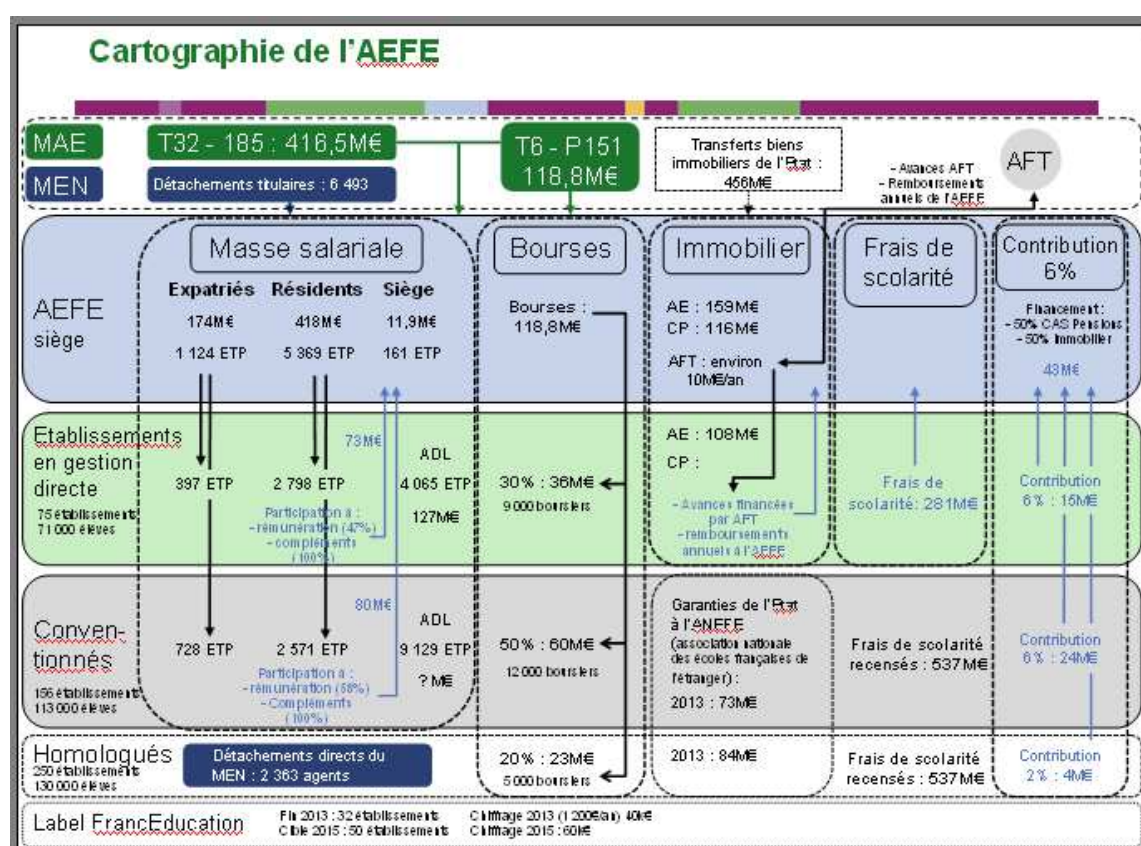 Cartographie de l'AEFE
MAE
MEN
T32 - 185 : 416,5M€
Détachements titulaires : 6 493
T6 - P151
118,8M€
Transferts biens
immobiliers de l'Etat :
456M€
- Avances AFT
- Remboursements
annuels de l'AEFE
AFT
AEFE
siège
Masse salariale
Expatriés Résidents Siège
174M€ 418M€ 11,9M€
1 124 ETP 5 369 ETP 161 ETP
Bourses
Bourses :
118,8M€
Immobilier
AE : 159M€
CP : 116M€
AFT : environ
10M€/an
Frais de
scolarité
Contribution
6%
Financement :
- 50% CAS Pensions
- 50% Immobilier
43M€
Etablissements
en gestion
directe
75 établissements
71 000 élèves
397 ETP
2 798 ETP
73M€
Participation à :
- rémunération (47%)
- compléments
(100%)
ADL
4 065 ETP
127M€
30% : 36M€
9 000 boursiers
AE : 108M€
CP :
- Avances financées
par AFT
- remboursements
annuels à l'AEFE
Frais de
scolarité: 281M€
Contribution
6% : 15M€
Conven-
tionnés
156 établissements
113 000 élèves
728 ETP
2 571 ETP
80M€
Participation à :
- rémunération (58%)
- Compléments
(100%)
ADL
9 129 ETP
? M€
50% : 60M€
12 000 boursiers
Garanties de l'Etat
à l'ANEFE
(association nationale
des écoles françaises de
l'étranger) :
2013 : 73M€
Frais de scolarité
recensés : 537M€
Contribution
6% : 24M€
Homologués
250 établissements
130 000 élèves
Détachements directs du
MEN : 2 363 agents
20% : 23M€
5 000 boursiers
2013 : 84M€
Frais de scolarité
recensés : 537M€
Contribution
2% : 4M€
Label FrancEducation
Fin 2013 : 32 établissements
Cible 2015 : 50 établissements
Chiffrage 2013 (1 200€/an) 40k€
Chiffrage 2015 : 60k€